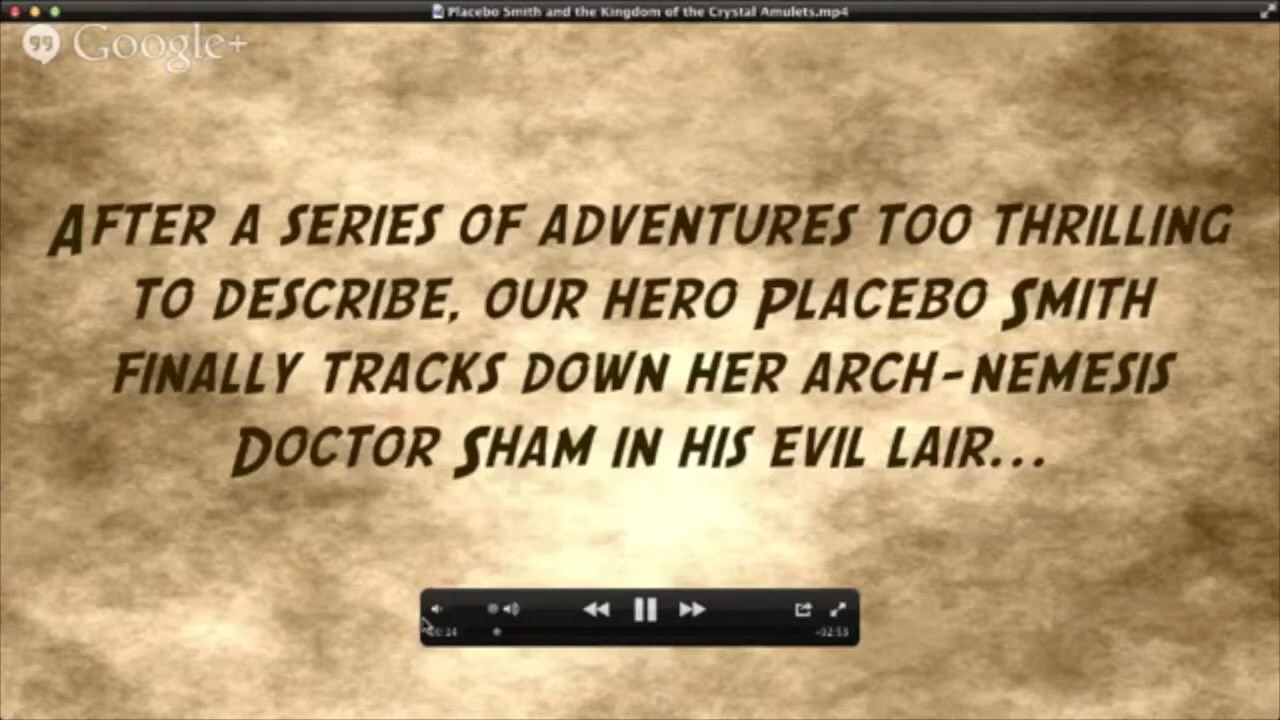 Placebo Smith and the Kingdom of the Crystal Amulets.mp4
Google+
After a series of adventures too thrilling
to describe, our hero Placebo Smith
finally tracks down her arch-nemesis
Doctor Sham in his evil lair...
-02:53